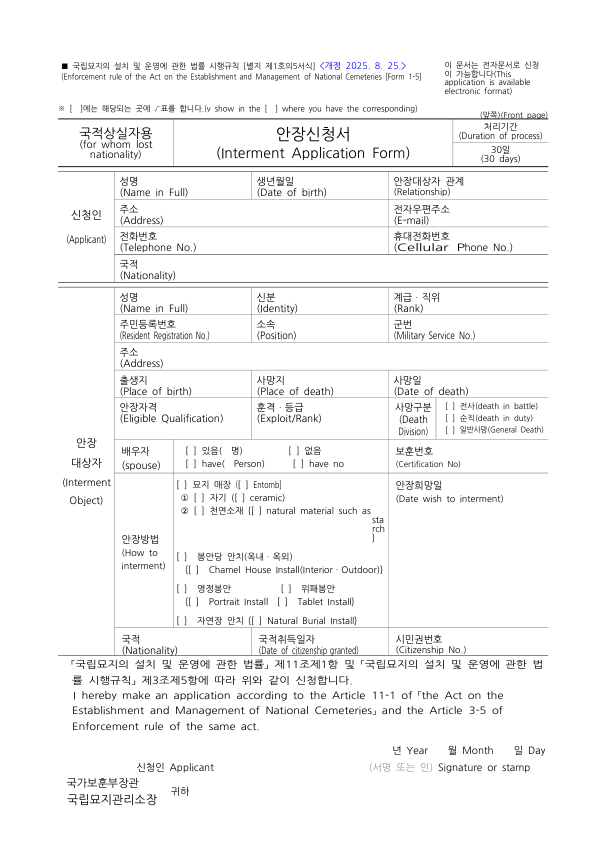 ■ 국립묘지의 설치 및 운영에 관한 법률 시행규칙 [별지 제1호의5서식] <개정 2025. 8. 25.>
(Enforcement rule of the Act on the Establishment and Management of National Cemeteries [Form 1-5]
이 문서는 전자문서로 신청
이 가능합니다(This
application is available
electronic format)
※ [ ]에는 해당되는 곳에 √표를 합니다.(v show in the [ ] where you have the corresponding)
(앞쪽)(Front page)
국적상실자용
(for whom lost
nationality)
안장신청서
(Interment Application Form)
처리기간
(Duration of process)
30일
(30 days)
신청인
(Applicant)
성명
(Name in Full)
생년월일
(Date of birth)
안장대상자 관계
(Relationship)
주소
(Address)
전자우편주소
(E-mail)
전화번호
(Telephone No.)
휴대전화번호
(Cellular Phone No.)
국적
(Nationality)
안장
대상자
(Interment
Object)
성명
(Name in Full)
신분
(Identity)
계급ㆍ직위
(Rank)
주민등록번호
(Resident Registration No.)
소속
(Position)
군번
(Military Service No.)
주소
(Address)
출생지
(Place of birth)
사망지
(Place of death)
사망일
(Date of death)
안장자격
(Eligible Qualification)
훈격ㆍ등급
(Exploit/Rank)
사망구분
(Death
Division)
[ ] 전사(death in battle)
[ ] 순직(death in duty)
[ ] 일반사망(General Death)
배우자
(spouse)
[ ] 있음( 명) [ ] 없음
[ ] have( Person) [ ] have no
보훈번호
(Certification No)
안장방법
(How to
interment)
[ ] 묘지 매장 ([ ] Entomb)
① [ ] 자기 ([ ] ceramic)
② [ ] 천연소재 ([ ] natural material such as
sta
rch
)
[ ] 봉안당 안치(옥내ㆍ옥외)
([ ] Chamel House Install(InteriorㆍOutdoor))
[ ] 영정봉안 [ ] 위패봉안
([ ] Portrait Install [ ] Tablet Install)
[ ] 자연장 안치 ([ ] Natural Burial Install)
안장희망일
(Date wish to interment)
국적
(Nationality)
국적취득일자
(Date of citizenship granted)
시민권번호
(Citizenship No.)
「국립묘지의 설치 및 운영에 관한 법률」 제11조제1항 및 「국립묘지의 설치 및 운영에 관한 법
률 시행규칙」 제3조제5항에 따라 위와 같이 신청합니다.
I hereby make an application according to the Article 11-1 of 「the Act on the
Establishment and Management of National Cemeteries」 and the Article 3-5 of
Enforcement rule of the same act.
년 Year 월 Month 일 Day
신청인 Applicant (서명 또는 인) Signature or stamp
국가보훈부장관
국립묘지관리소장
귀하